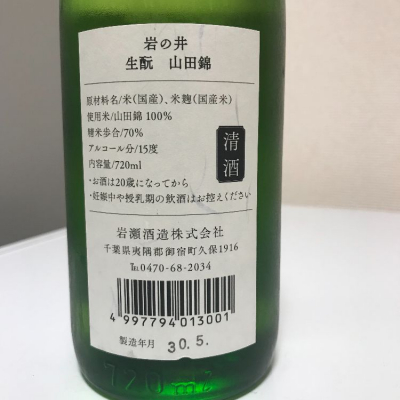 岩の井
生酛 山田錦
原材料名/米(国産)、米麹(国産米)
使用米/山田錦 100%
精米歩合/70%
アルコール分/15度
内容量/720ml
・お酒は20歳になってから
・妊娠中や授乳期の飲酒はお控えください
清酒
岩瀬酒造株式会社
千葉県夷隅郡御宿町久保1916
℡0470-68-2034
4 997794 013001
製造年月 30.5.
720ml